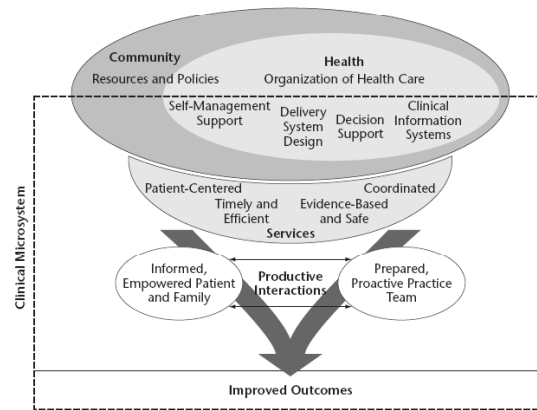 Community
Health
Resources and Policies
Organization of Health Care
Self-Management
Support
Delivery
System
Design
Decision
Support
Clinical
Information
Systems
Patient-Centered
Coordinated
Timely and
Efficient
Evidence-Based
and Safe
Services
Clinical Microsystem
Informed,
Empowered Patient
and Family
Productive
Interactions
Prepared,
Proactive Practice
Team
Improved Outcomes